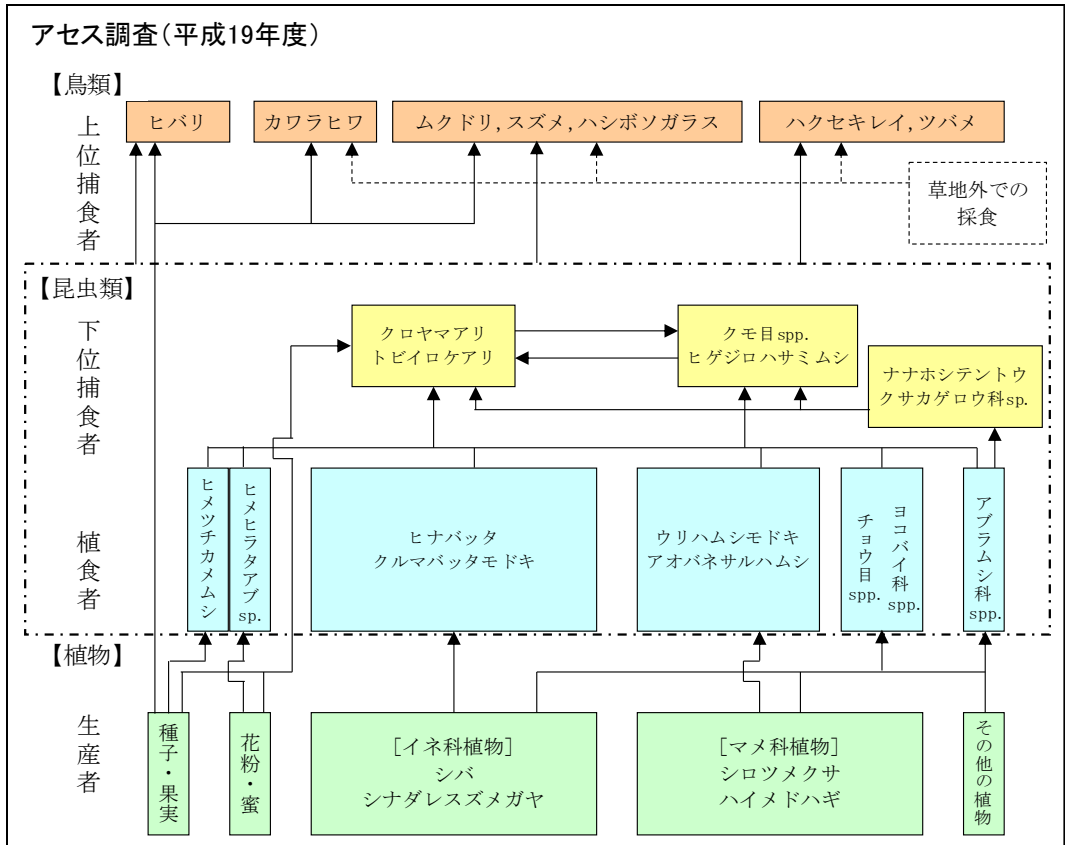 アセス調査(平成19年度)
【鳥類】
上位捕食者
ヒバリ
カワラヒワ
ムクドリ,スズメ,ハシボソガラス
ハクセキレイ,ツバメ
草地外での
採食
【昆虫類】
下位捕食者
クロヤマアリ
トビイロケアリ
クモ目spp.
ヒゲジロハサミムシ
ナナホシテントウ
クサカゲロウ科sp.
植食者
ヒメツチカメムシ
ヒメヒラタアブsp.
ヒナバッタ
クルマバッタモドキ
ウリハムシモドキ
アオバネサルハムシ
ヨコバイ科spp.
チョウ目spp.
アブラムシ科spp.
【植物】
生産者
種子・果実
花粉・蜜
[イネ科植物]
シバ
シナダレスズメガヤ
[マメ科植物]
シロツメクサ
ハイメドハギ
その他の植物